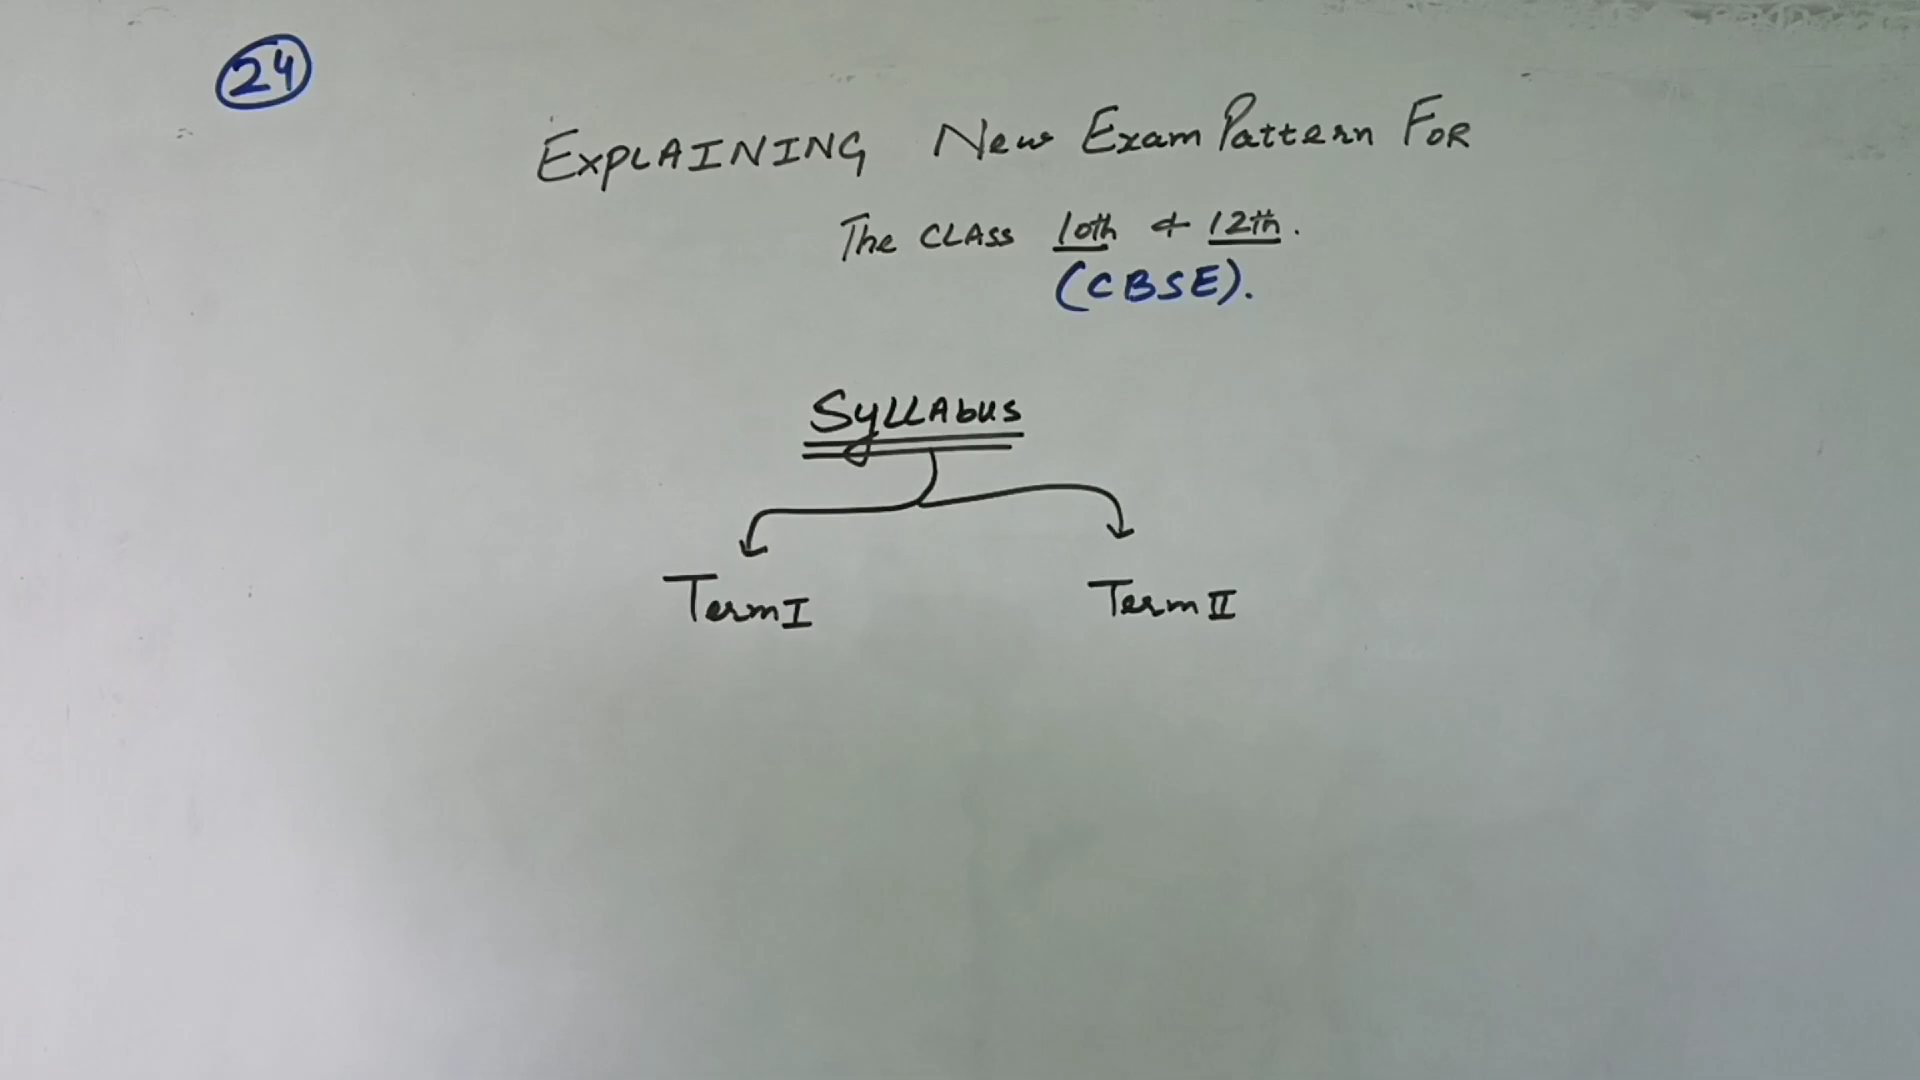 24
EXPLAINING New Exam Pattern FOR
The CLASS 10th & 12th.
(CBSE).
SYLLAbUS
Term I
Term II